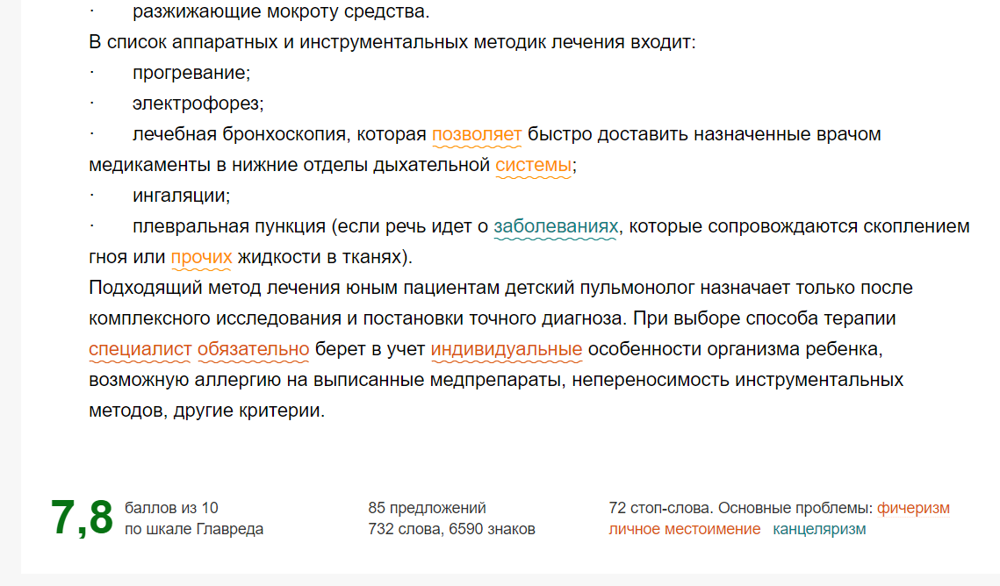 · разжижающие мокроту средства.
В список аппаратных и инструментальных методик лечения входит:
· прогревание;
· электрофорез;
· лечебная бронхоскопия, которая позволяет быстро доставить назначенные врачом
медикаменты в нижние отделы дыхательной системы;
· ингаляции;
· плевральная пункция (если речь идет о заболеваниях, которые сопровождаются скоплением
гноя или прочих жидкости в тканях).
Подходящий метод лечения юным пациентам детский пульмонолог назначает только после
комплексного исследования и постановки точного диагноза. При выборе способа терапии
специалист обязательно берет в учет индивидуальные особенности организма ребенка,
возможную аллергию на выписанные медпрепараты, непереносимость инструментальных
методов, другие критерии.
7,8 баллов из 10
по шкале Главреда
85 предложений
732 слова, 6590 знаков
72 стоп-слова. Основные проблемы: фичеризм
личное местоимение канцеляризм